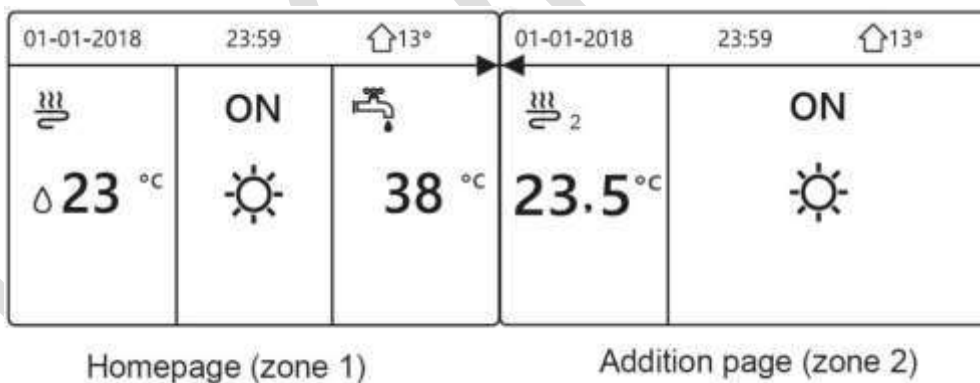 01-01-2018 23:59 13° 01-01-2018 23:59 13°
ON 2 ON
23 °C 38 °C 23.5°C
Homepage (zone 1) Addition page (zone 2)